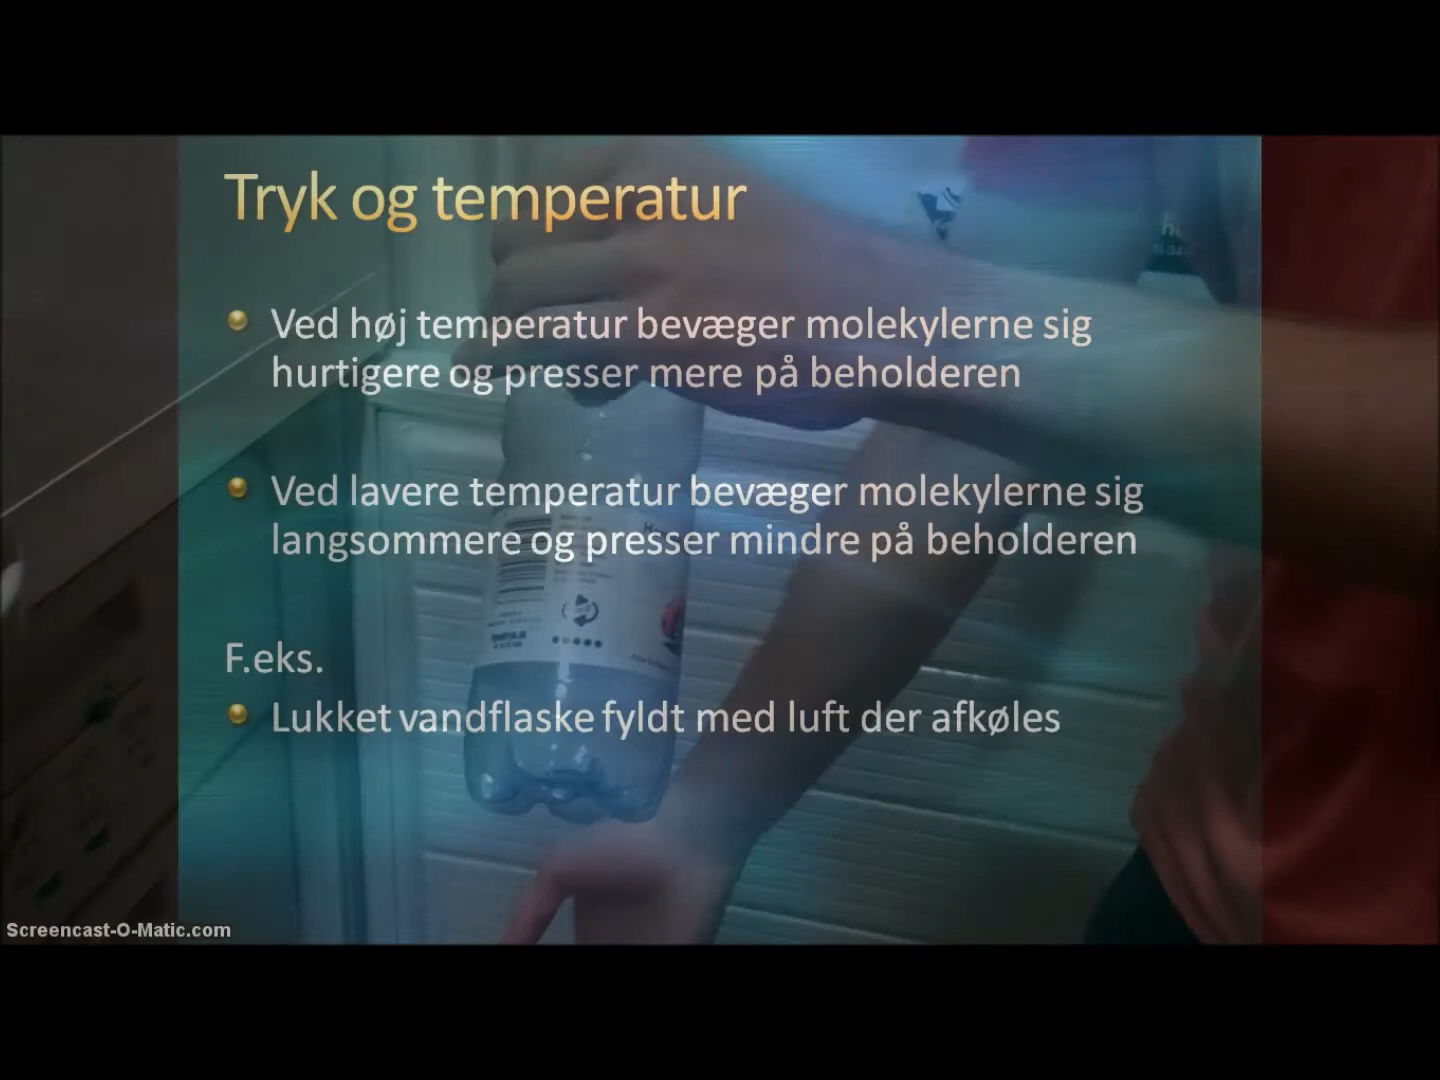 Tryk og temperatur
Ved høj temperatur bevæger molekylerne sig
hurtigere og presser mere på beholderen
Ved lavere temperatur bevæger molekylerne sig
langsommere og presser mindre på beholderen
F.eks.
Lukket vandflaske fyldt med luft der afkøles
Screencast-O-Matic.com